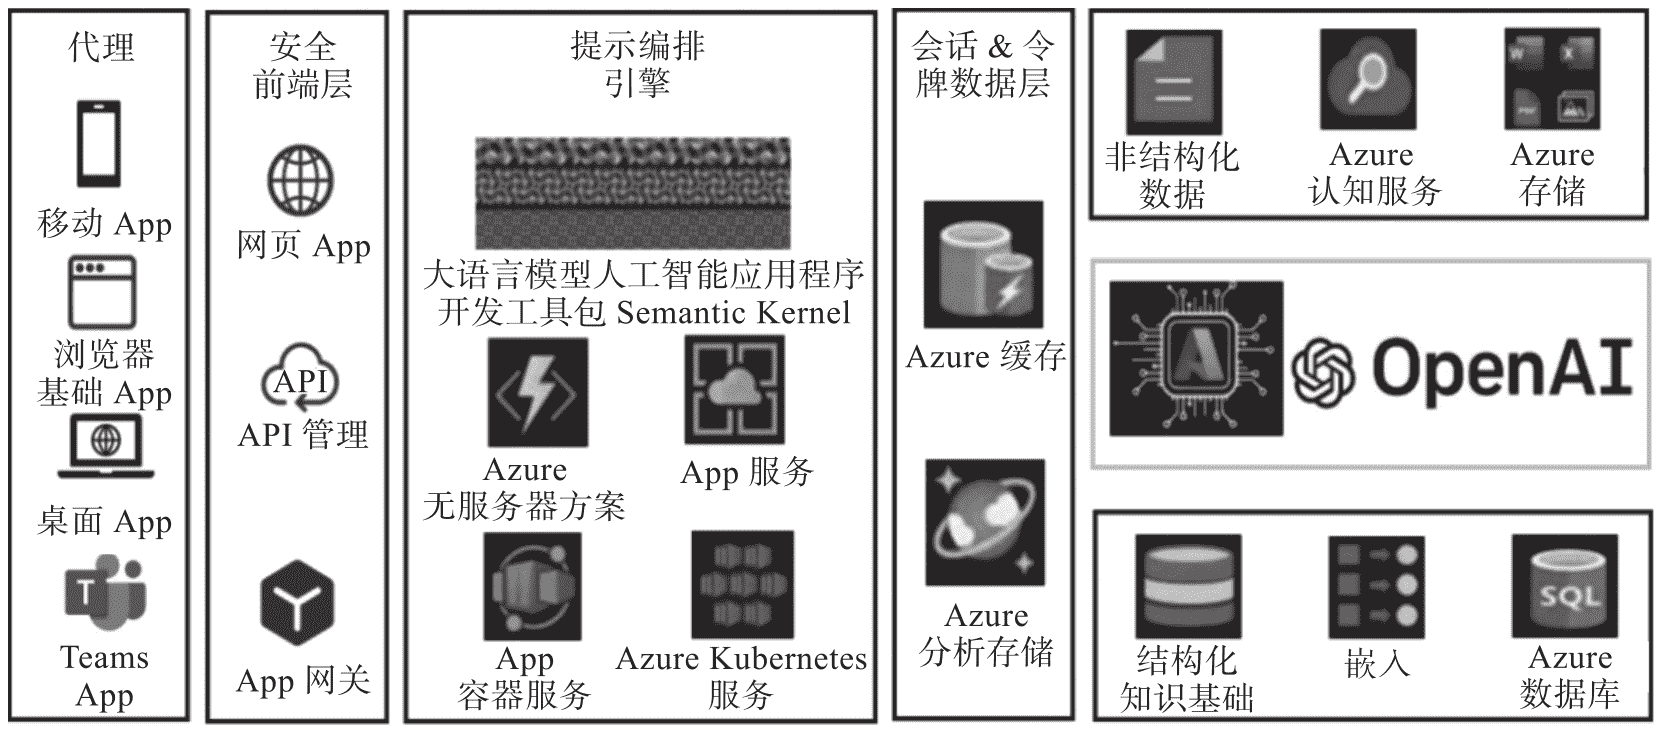 代理
移动 App
浏览器
基础 App
桌面 App
T
Teams
App
安全
前端层
网页 App
API
API 管理
App 网关
提示编排
引擎
大语言模型人工智能应用程序
开发工具包 Semantic Kernel
Azure
无服务器方案
App 服务
App
容器服务
Azure Kubernetes
服务
会话 & 令
牌数据层
Azure 缓存
Azure
分析存储
非结构化
数据
Azure
认知服务
W
X
PDF
Azure
存储
OpenAI
结构化
知识基础
嵌入
SQL
Azure
数据库